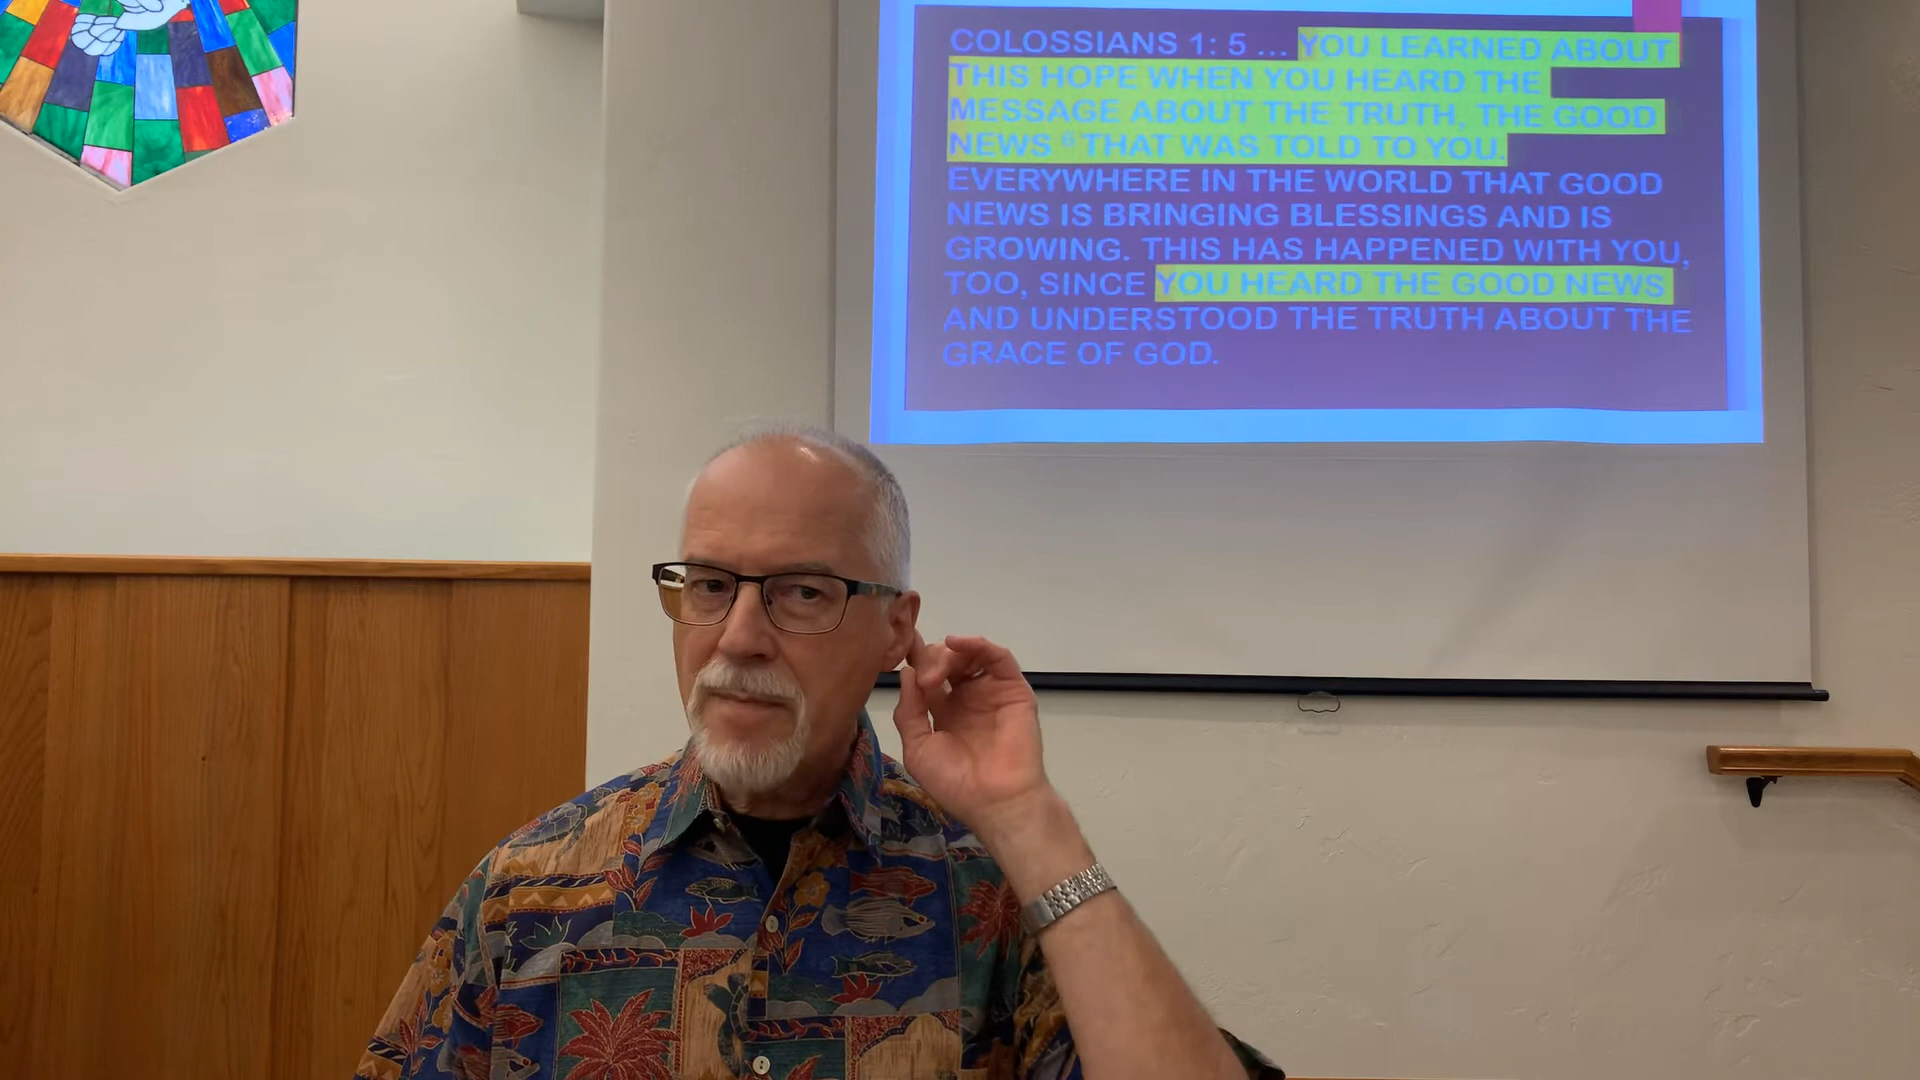 COLOSSIANS 1: 5 ... YOU LEARNED ABOUT
THIS HOPE WHEN YOU HEARD THE
MESSAGE ABOUT THE TRUTH, THE GOOD
NEWS “ THAT WAS TOLD TO YOU.
EVERYWHERE IN THE WORLD THAT GOOD
NEWS IS BRINGING BLESSINGS AND IS
GROWING. THIS HAS HAPPENED WITH YOU,
TOO, SINCE YOU HEARD THE GOOD NEWS
AND UNDERSTOOD THE TRUTH ABOUT THE
GRACE OF GOD.